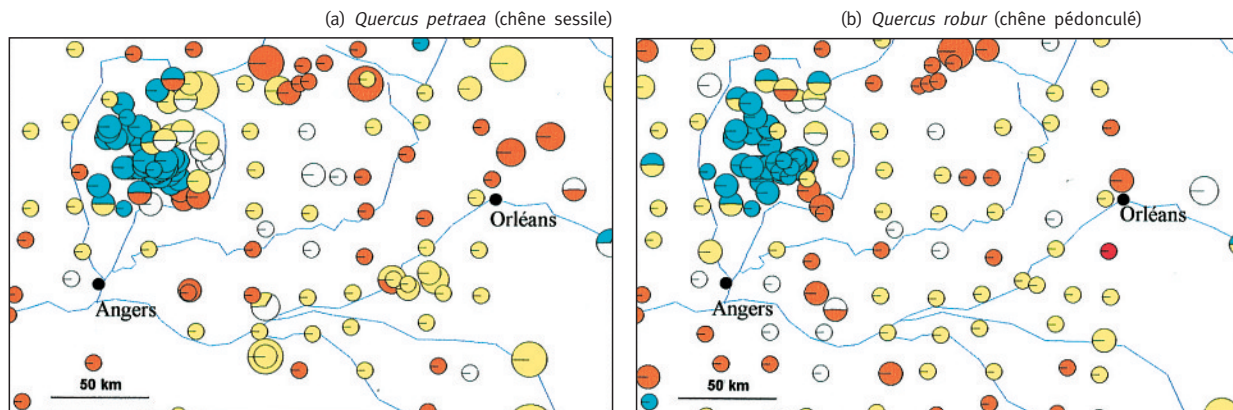 (a) Quercus petraea (chêne sessile)
Orléans
Angers
50 km
(b) Quercus robur (chêne pédonculé)
Orléans
Angers
50 km